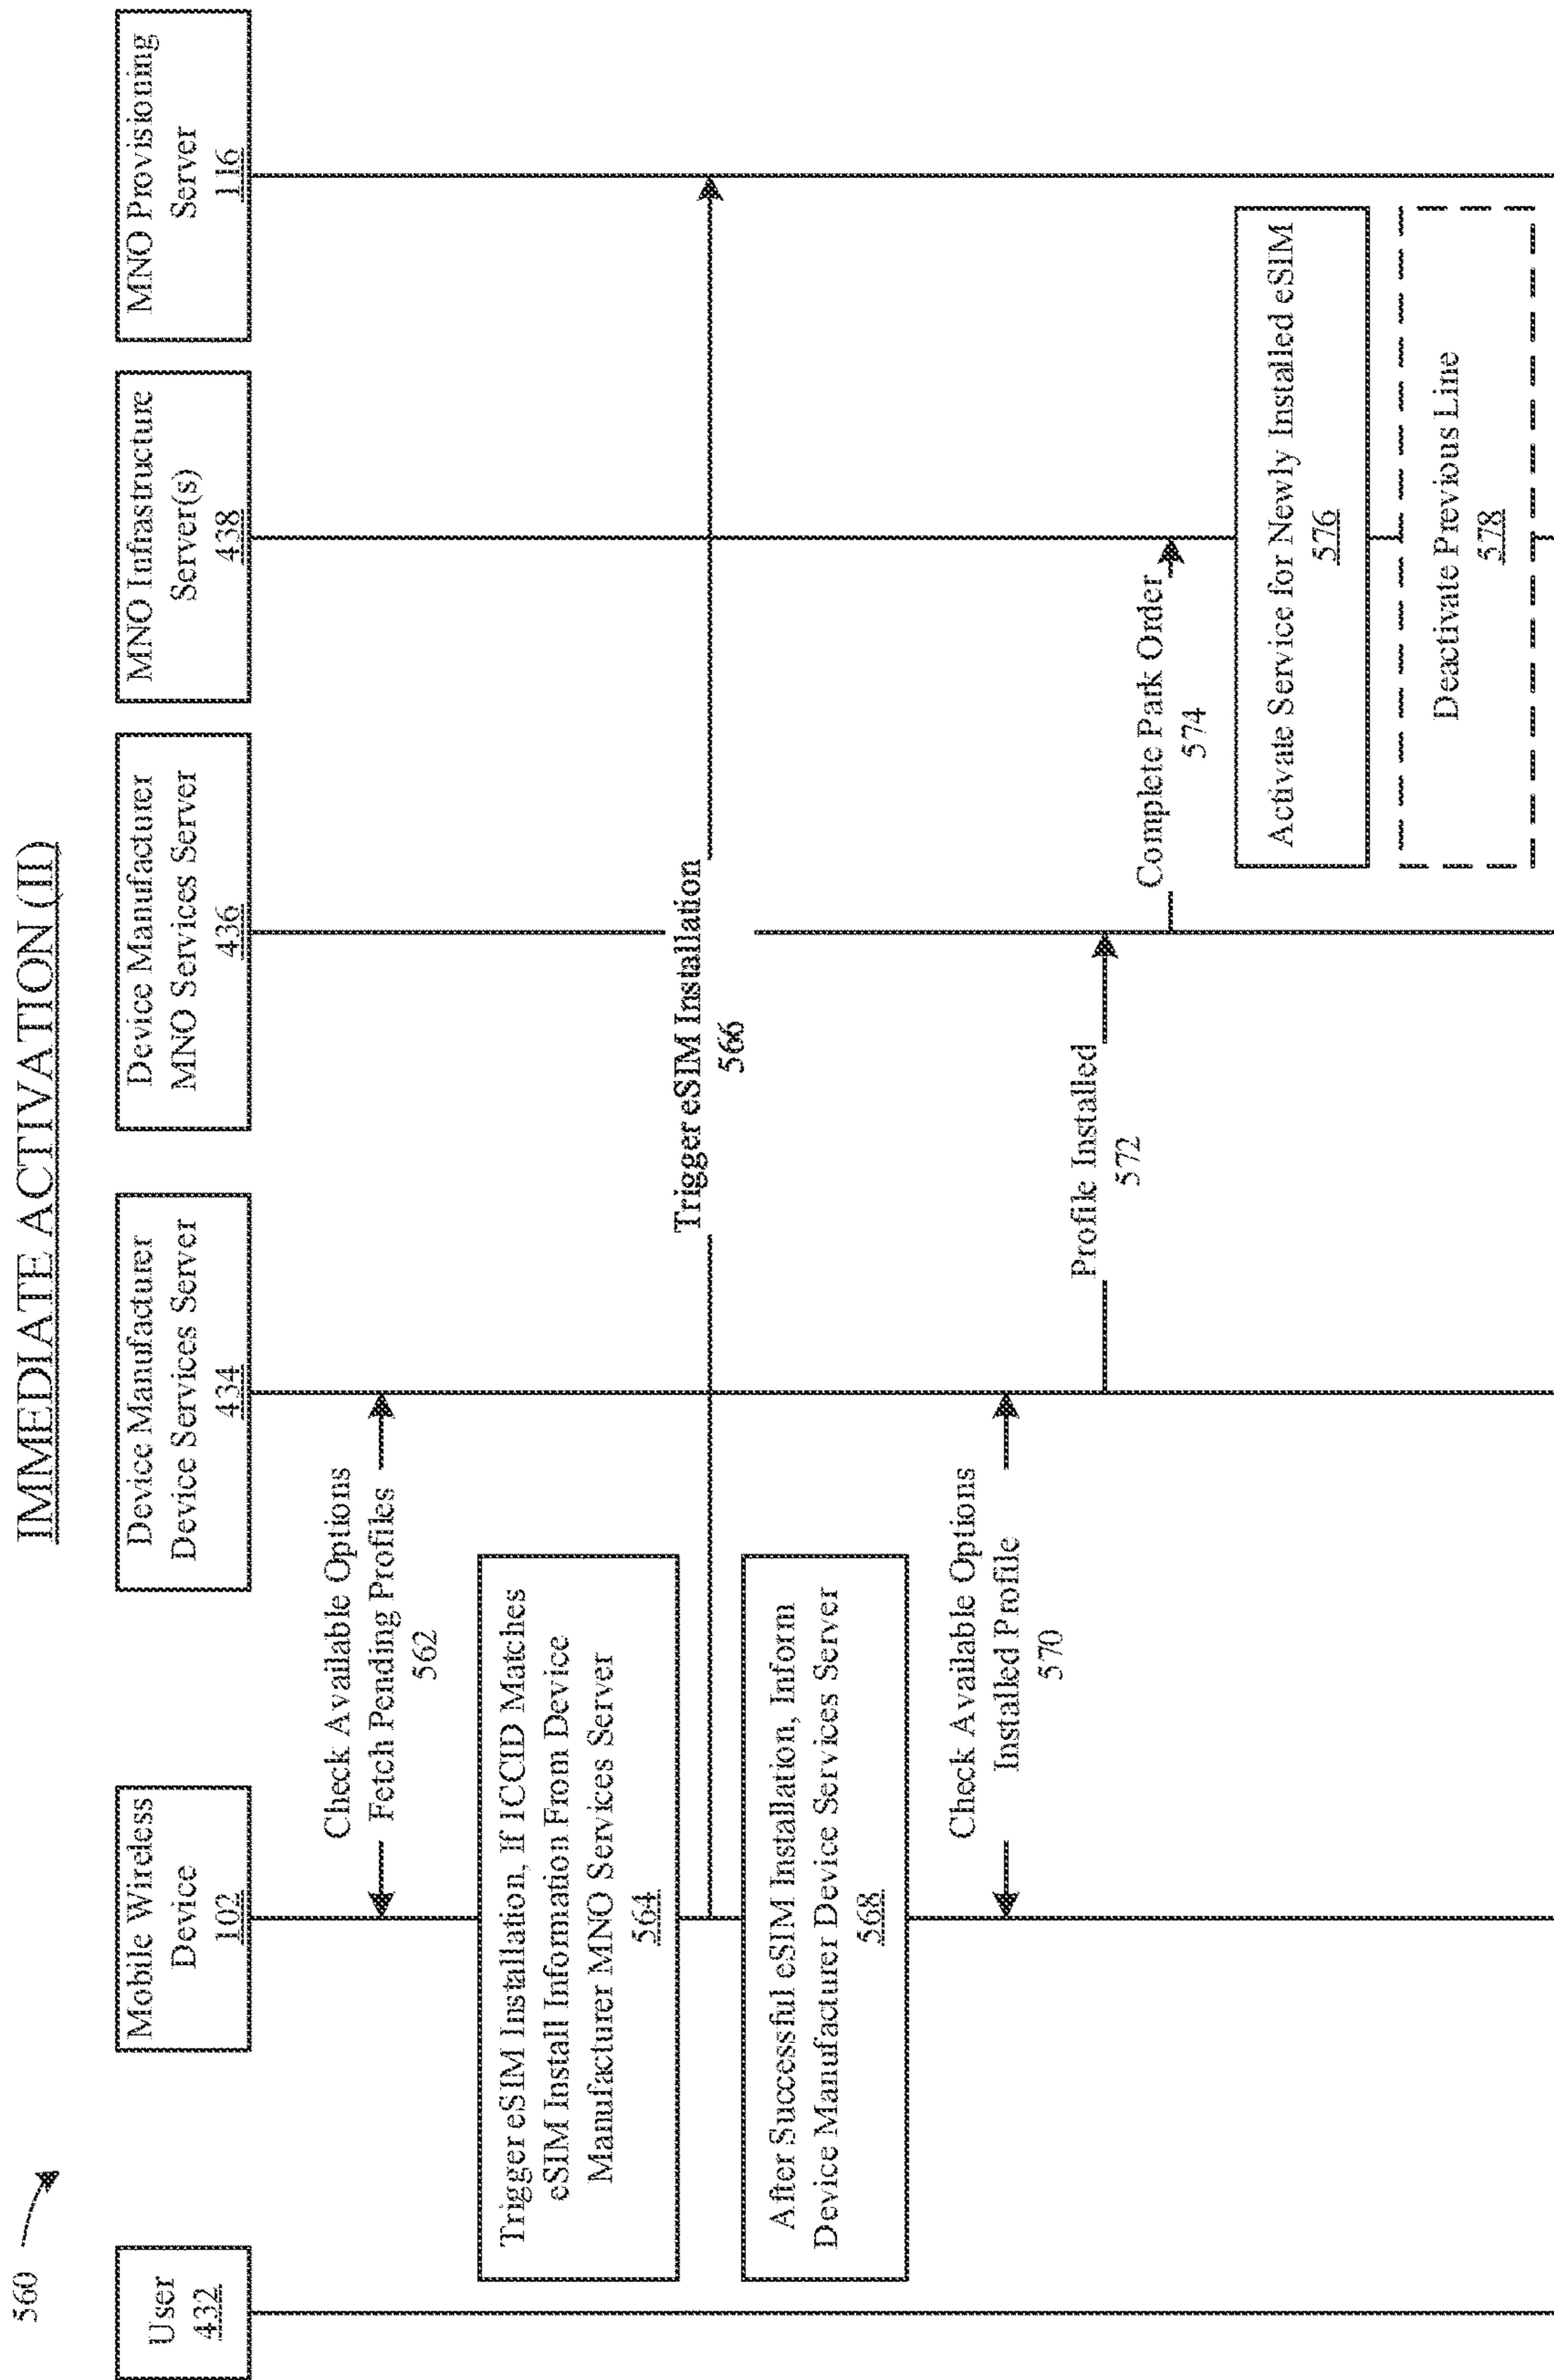 IMMEDIATE ACTIVATION (II)
560
User
432
Mobile Wireless
Device
102
Device Manufacturer
Device Services Server
434
Device Manufacturer
MNO Services Server
436
MNO Infrastructure
Server(s)
438
MNO Provisioning
Server
116
Check Available Options
Fetch Pending Profiles
562
Trigger eSIM Installation, If ICCID Matches
eSIM Install Information From Device
Manufacturer MNO Services Server
564
Trigger eSIM Installation
566
After Successful eSIM Installation, Inform
Device Manufacturer Device Services Server
568
Check Available Options
Installed Profile
570
Profile Installed
572
Complete Park Order
574
Activate Service for Newly Installed eSIM
576
Deactivate Previous Line
578